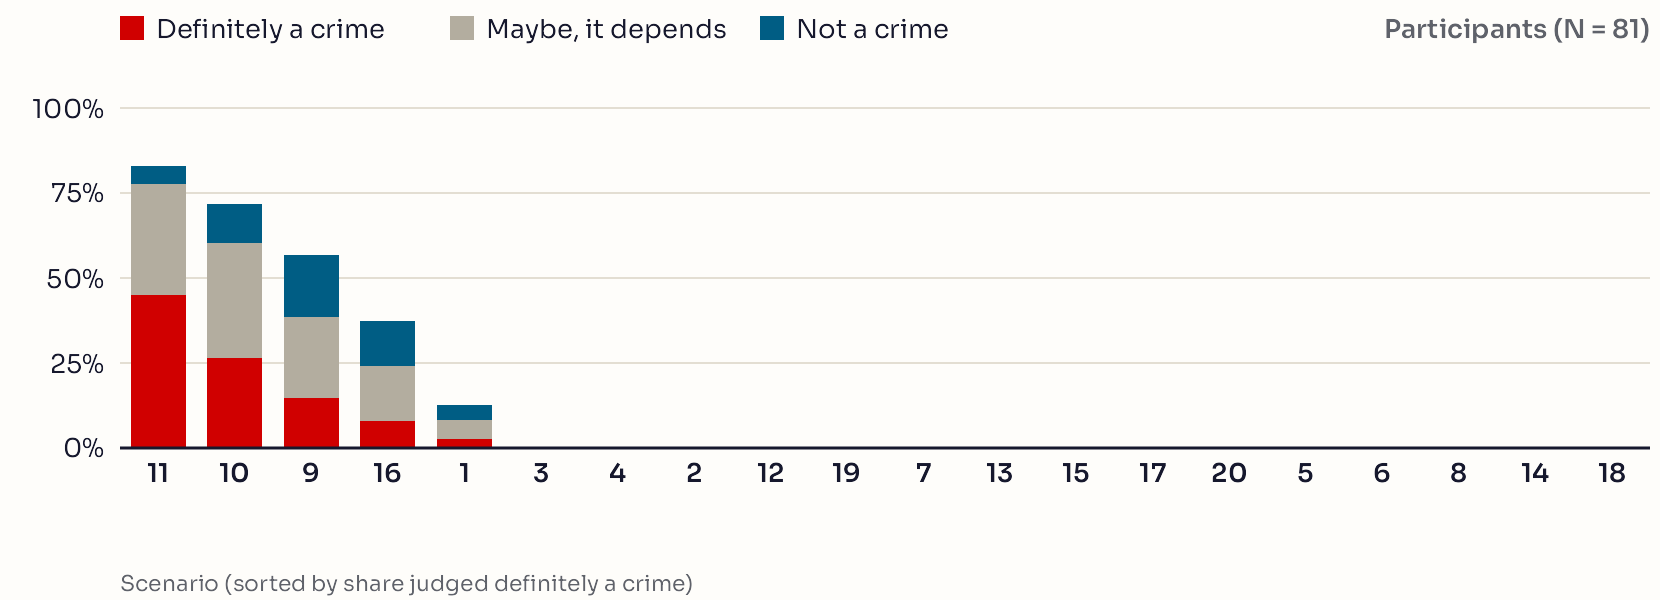 Definitely a crime Maybe, it depends Not a crime Participants (N = 81)
100%
75%
50%
25%
0%
11 10 9 16 1 3 4 2 12 19 7 13 15 17 20 5 6 8 14 18
Scenario (sorted by share judged definitely a crime)